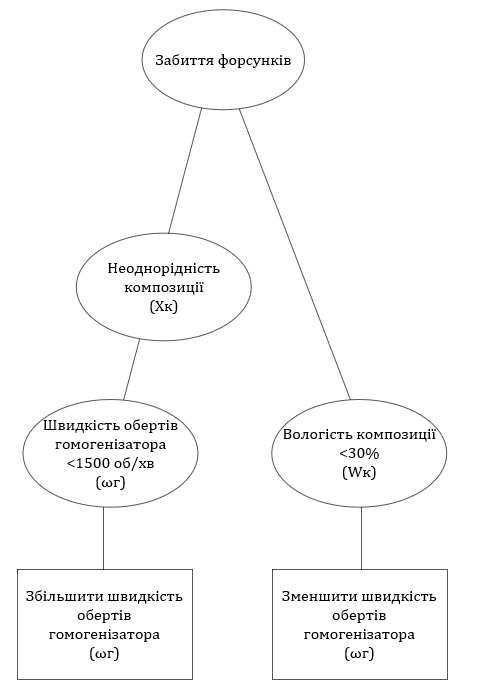 Забиття форсунків
Неоднорідність
композиції
(Хк)
Швидкість обертів
гомогенізатора
<1500 об/хв
(ωг)
Вологість композиції
<30%
(Wк)
Збільшити швидкість
обертів
гомогенізатора
(ωг)
Зменшити швидкість
обертів
гомогенізатора
(ωг)